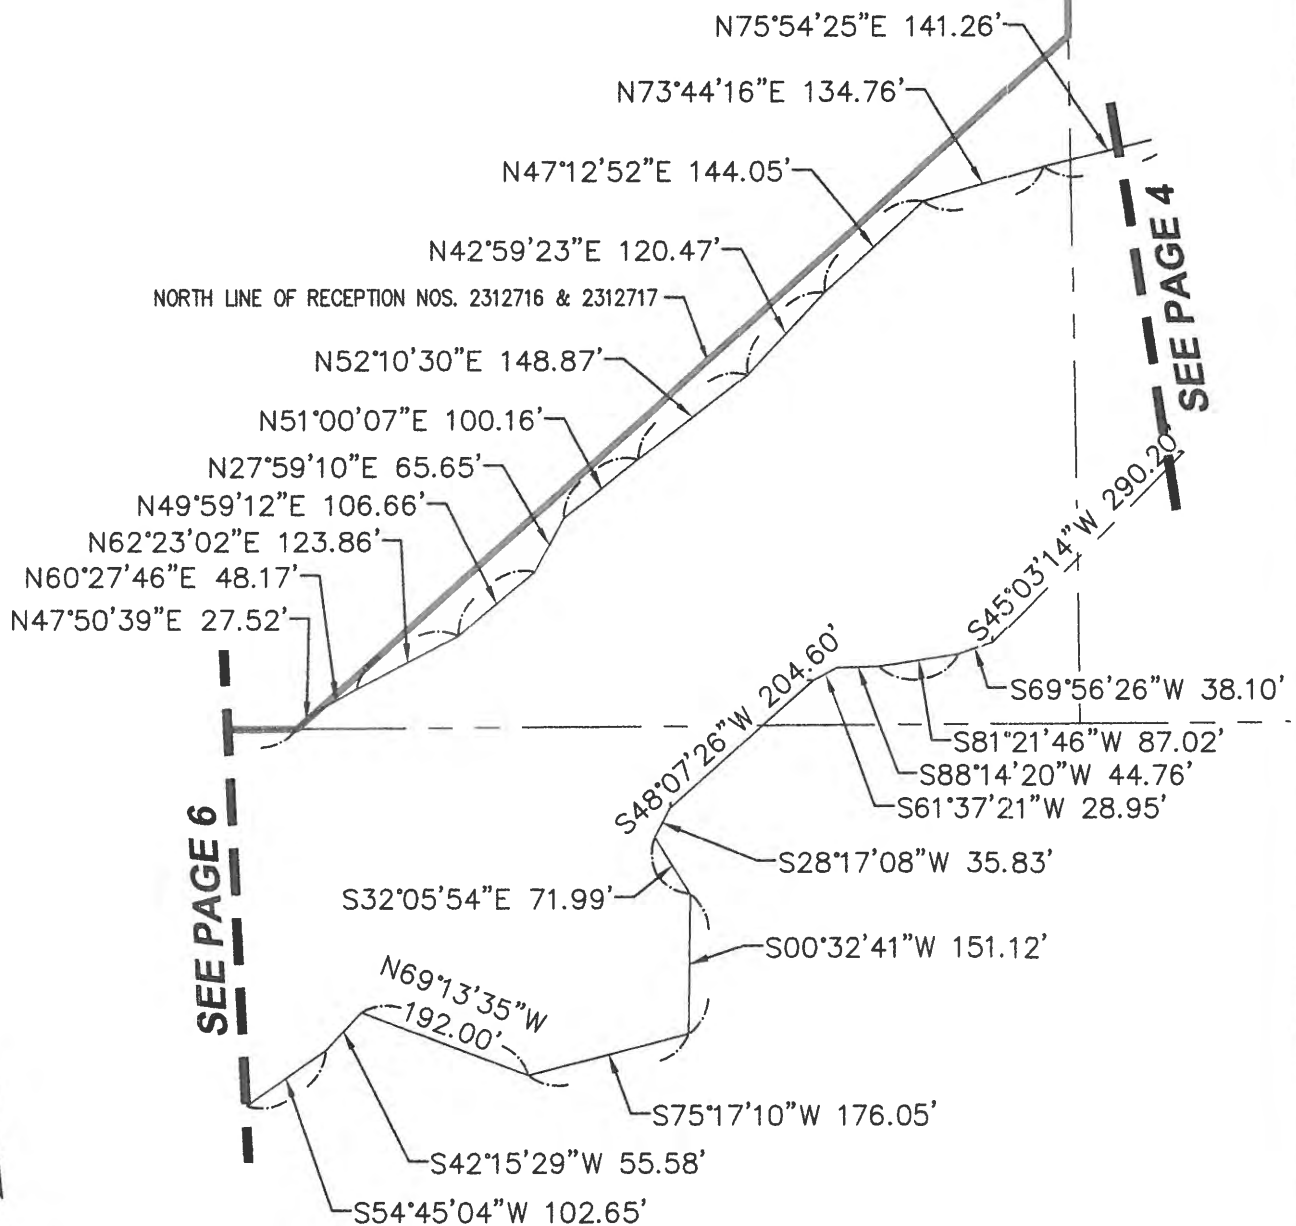 N75°54'25"E 141.26'
N73°44'16"E 134.76'
N47°12'52"E 144.05'
N42°59'23"E 120.47'
NORTH LINE OF RECEPTION NOS. 2312716 & 2312717
N52°10'30"E 148.87'
N51°00'07"E 100.16'
N27°59'10"E 65.65'
N49°59'12"E 106.66'
N62°23'02"E 123.86'
N60°27'46"E 48.17'
N47°50'39"E 27.52'
SEE PAGE 4
S45°03'14"W 290.20'
S69°56'26"W 38.10'
S81°21'46"W 87.02'
S88°14'20"W 44.76'
S61°37'21"W 28.95'
S48°07'26"W 204.60'
S28°17'08"W 35.83'
S32°05'54"E 71.99'
S00°32'41"W 151.12'
SEE PAGE 6
N69°13'35"W
192.00'
S75°17'10"W 176.05'
S42°15'29"W 55.58'
S54°45'04"W 102.65'